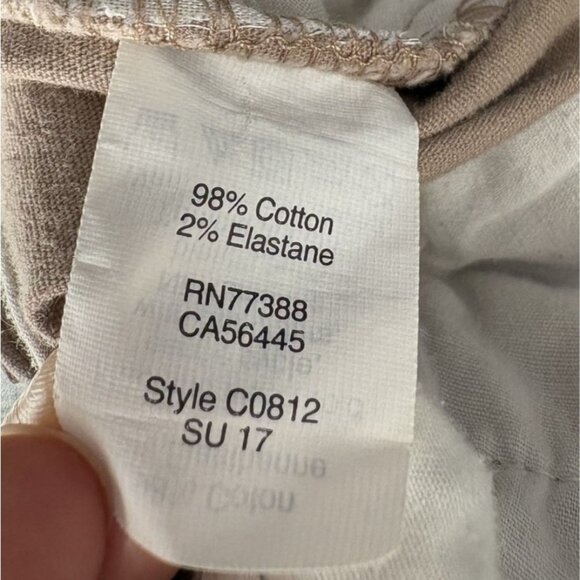 98% Cotton
2% Elastane
RN77388
CA56445
Style C0812
SU 17